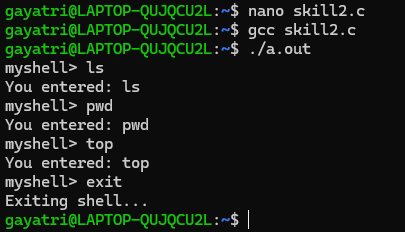 gayatri@LAPTOP-QUJQCU2L:~$ nano skill2.c
gayatri@LAPTOP-QUJQCU2L:~$ gcc skill2.c
gayatri@LAPTOP-QUJQCU2L:~$ ./a.out
myshell> ls
You entered: ls
myshell> pwd
You entered: pwd
myshell> top
You entered: top
myshell> exit
Exiting shell...
gayatri@LAPTOP-QUJQCU2L:~$